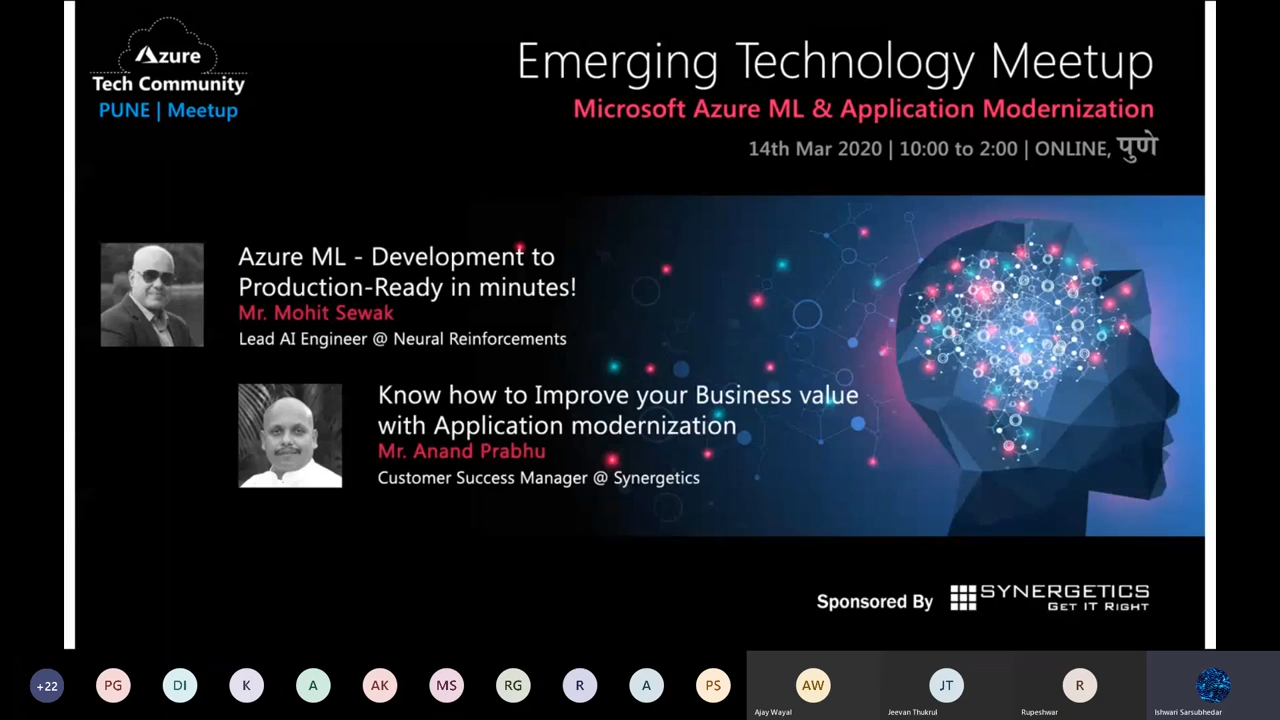 Azure
Tech Community
PUNE | Meetup
Emerging Technology Meetup
Microsoft Azure ML & Application Modernization
14th Mar 2020 | 10:00 to 2:00 | ONLINE, पुणे
Azure ML - Development to
Production-Ready in minutes!
Mr. Mohit Sewak
Lead AI Engineer @ Neural Reinforcements
Know how to Improve your Business value
with Application modernization
Mr. Anand Prabhu
Customer Success Manager @ Synergetics
Sponsored By
SYNERGETICS
GET IT RIGHT
+22 PG DI K A AK MS RG R A PS AW JT R
Ajay Wayal Jeevan Thukrul Rupeshwar Ishwari Sarsubhedar